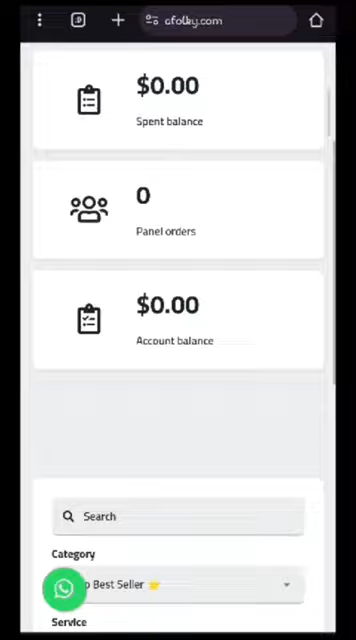 $0.00
Spent balance
0
Panel orders
$0.00
Account balance
Search
Category
Best Seller 👉
Service